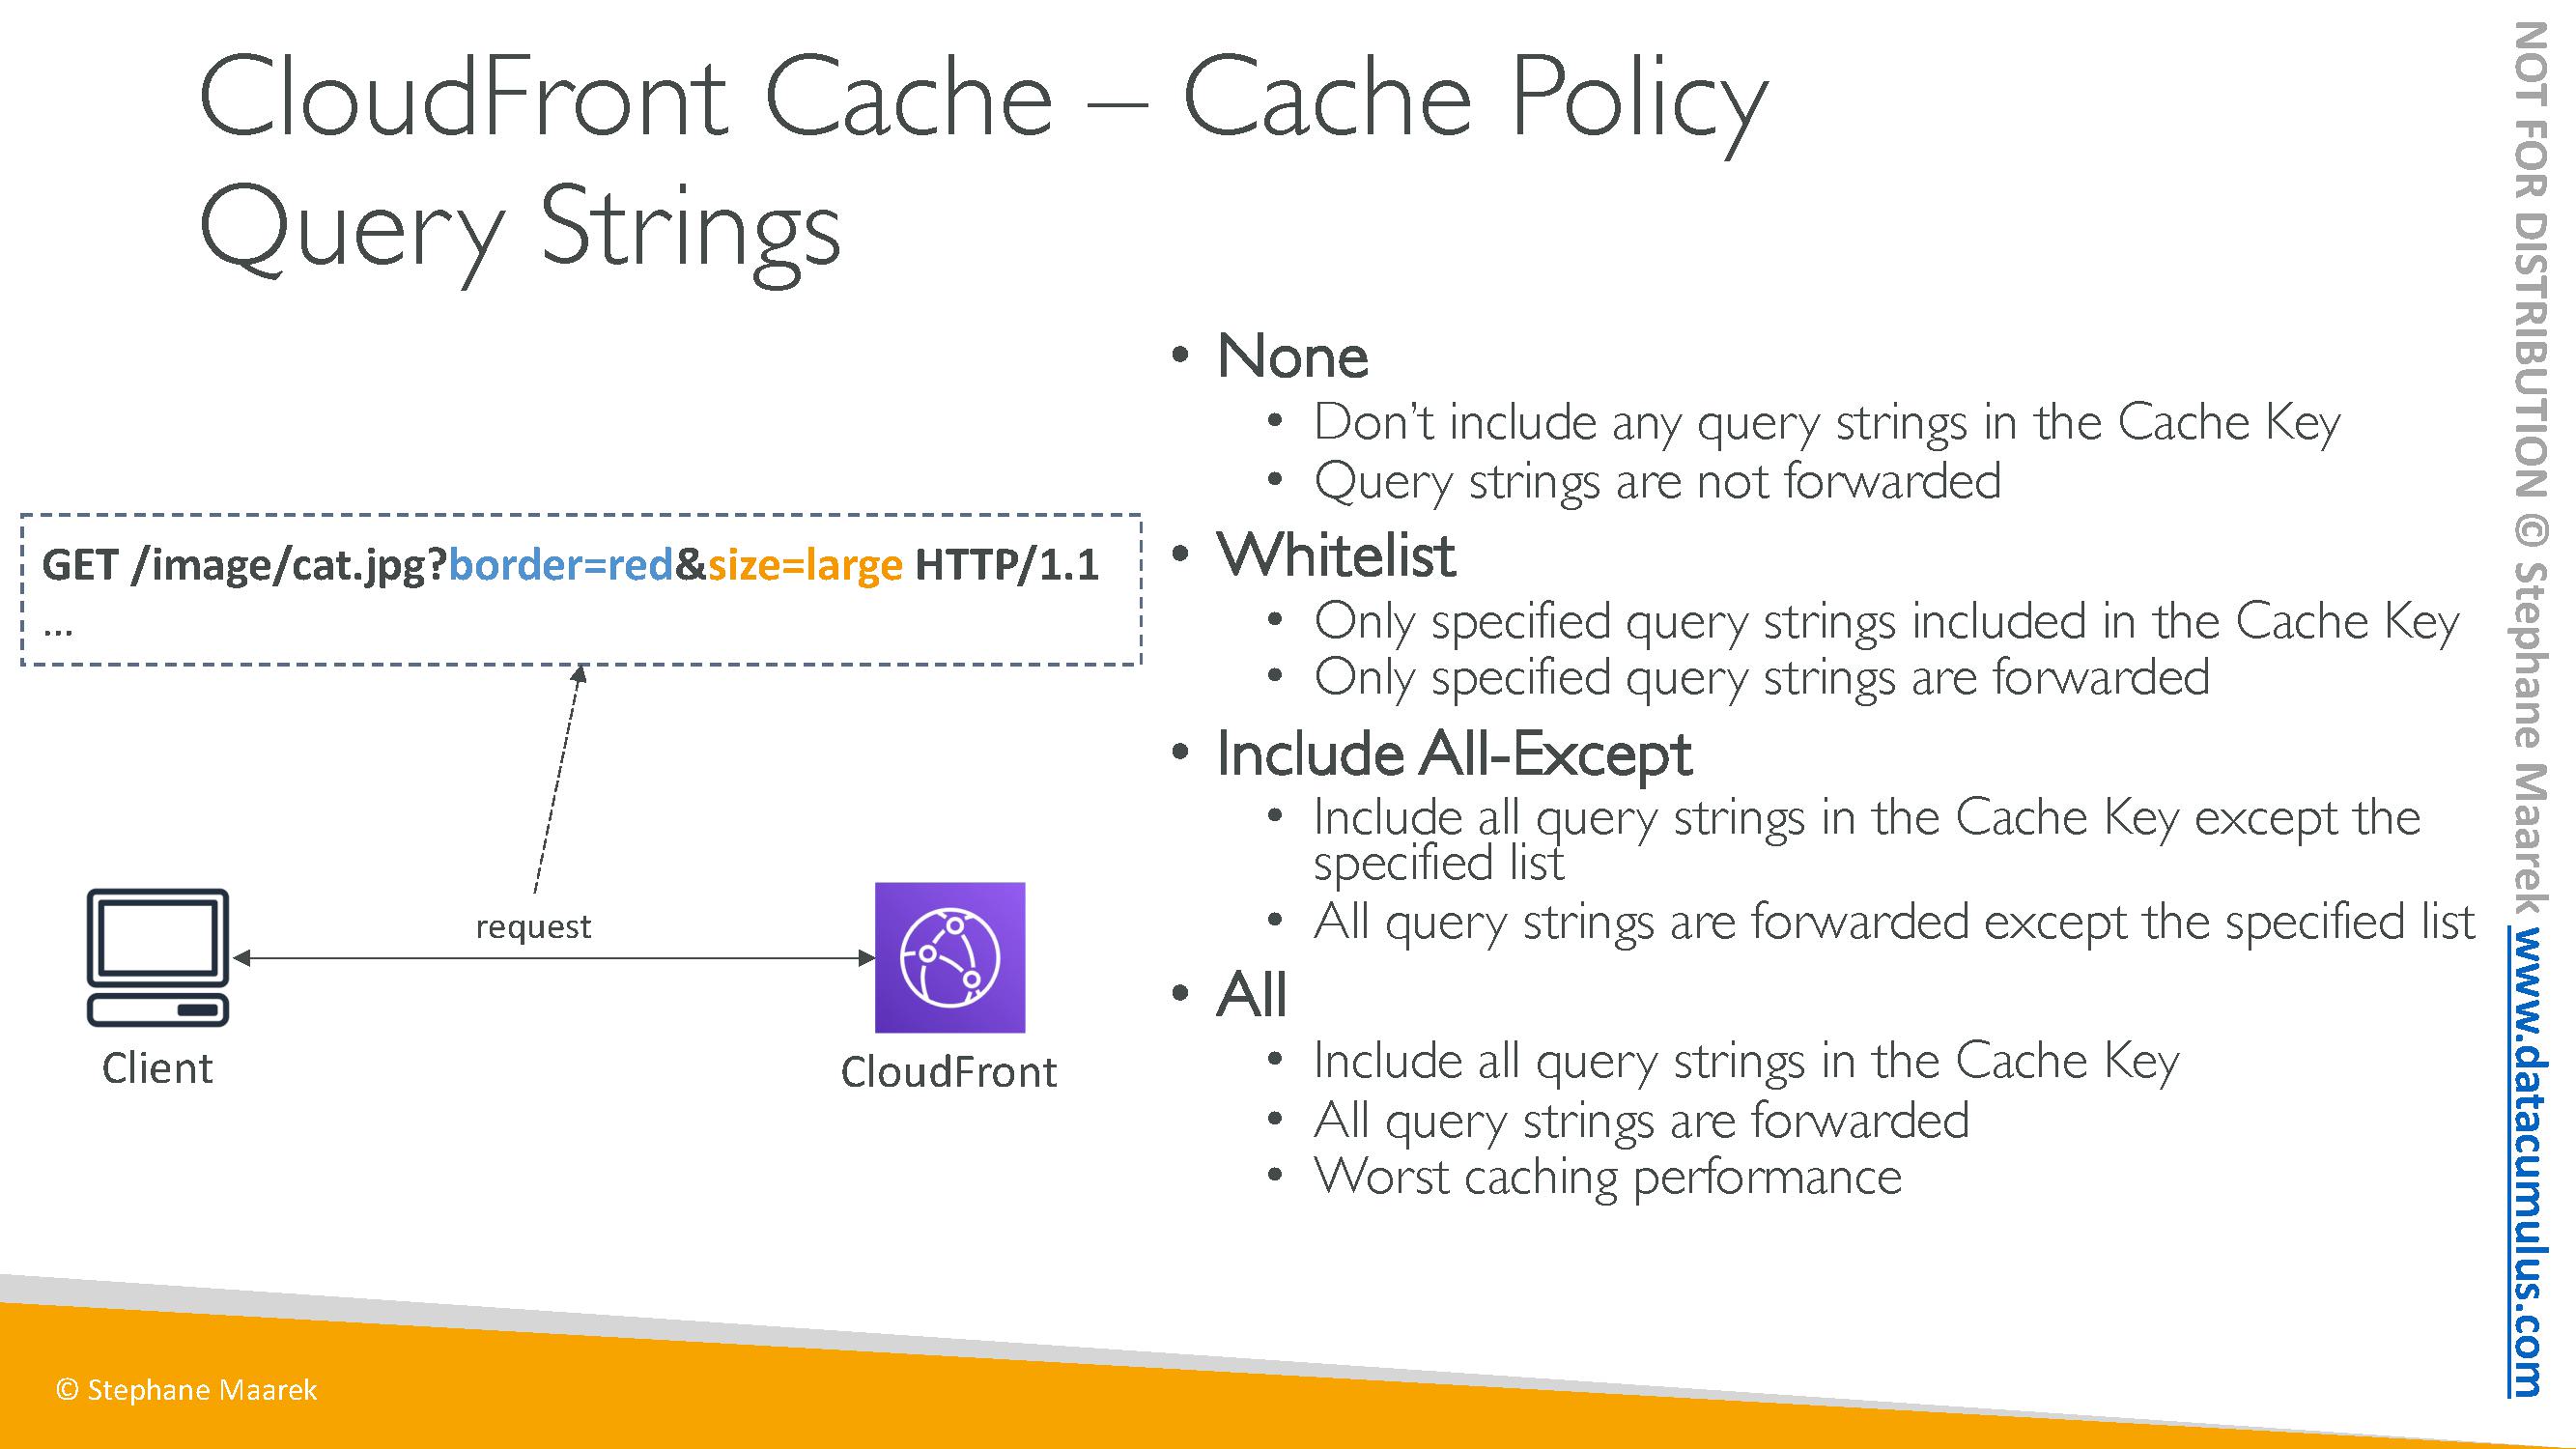 CloudFront Cache – Cache Policy
Query Strings
• None
• Don’t include any query strings in the Cache Key
• Query strings are not forwarded
• Whitelist
• Only specified query strings included in the Cache Key
• Only specified query strings are forwarded
• Include All-Except
• Include all query strings in the Cache Key except the
specified list
• All query strings are forwarded except the specified list
• All
• Include all query strings in the Cache Key
• All query strings are forwarded
• Worst caching performance
GET /image/cat.jpg?border=red&size=large HTTP/1.1
...
request
Client
CloudFront
© Stephane Maarek
NOT FOR DISTRIBUTION © Stephane Maarek www.datacumulus.com